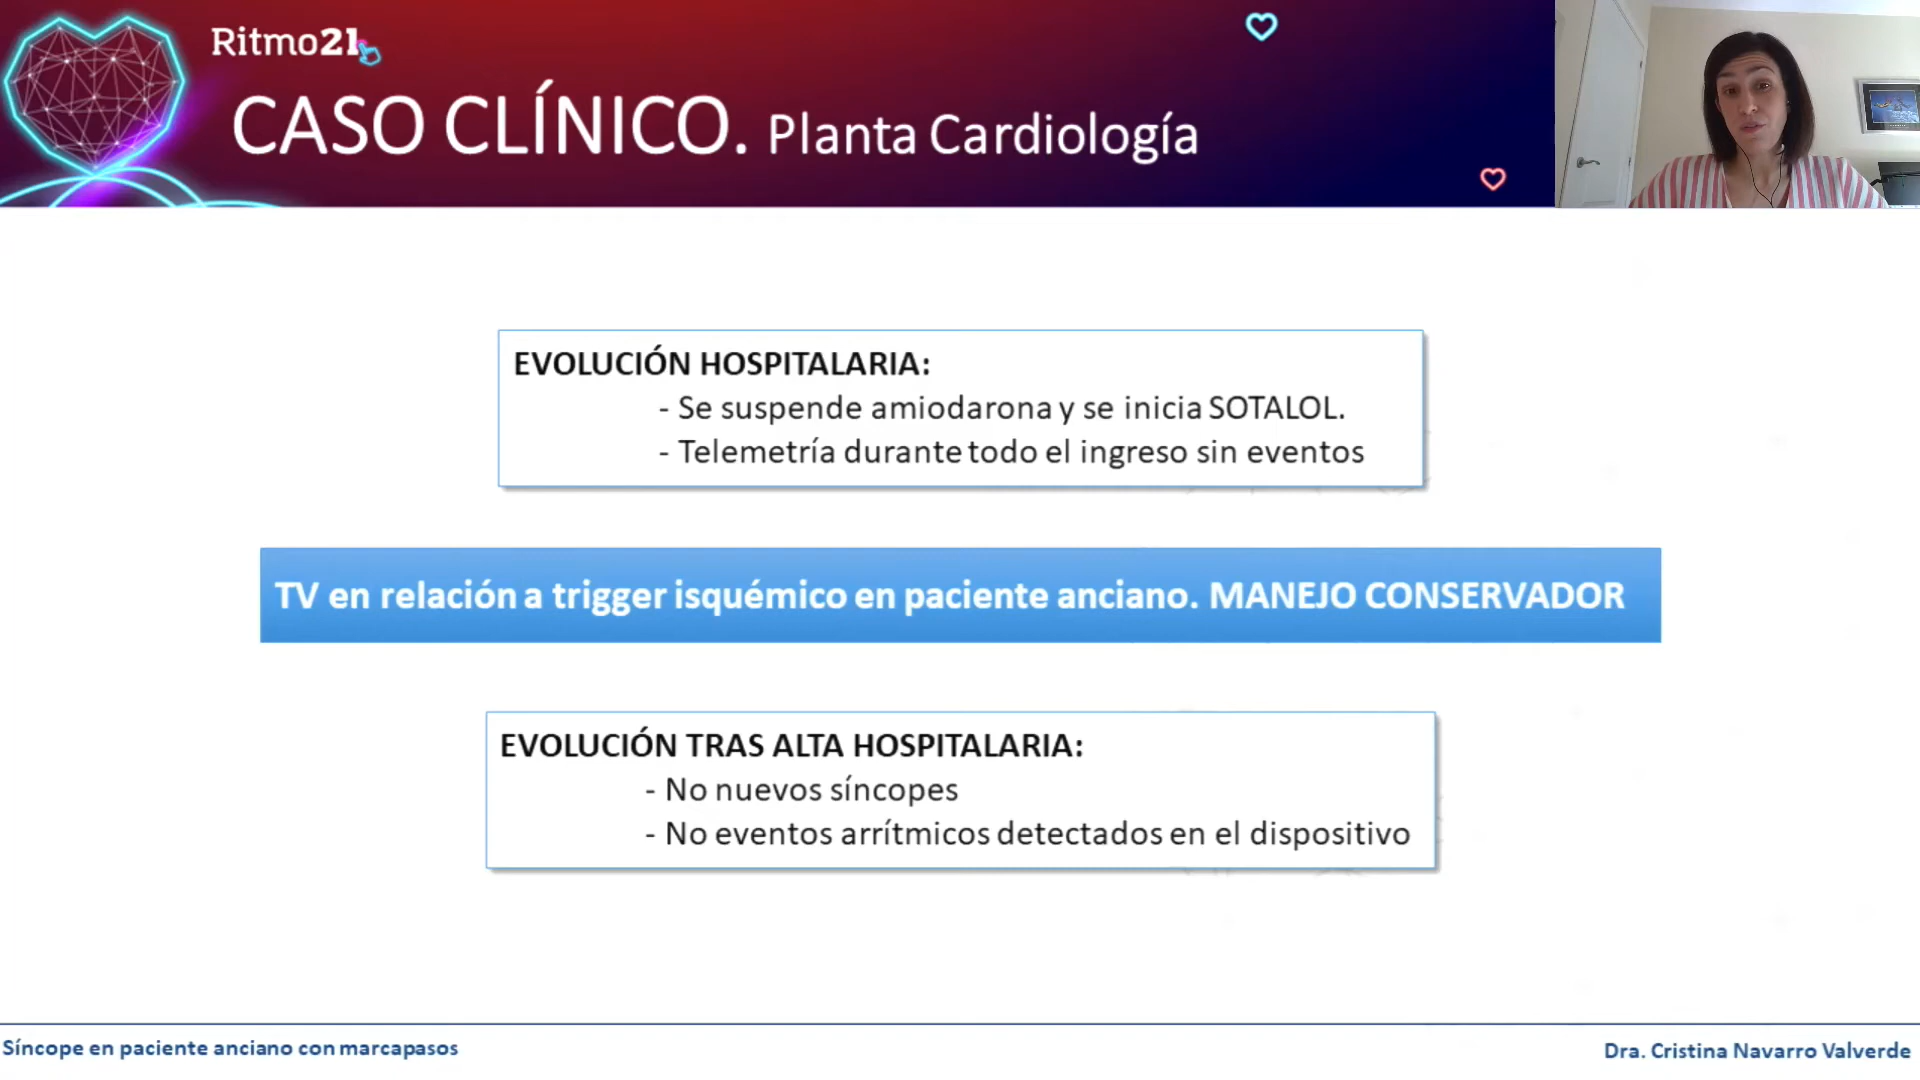 Ritmo21
CASO CLÍNICO. Planta Cardiología
EVOLUCIÓN HOSPITALARIA:
- Se suspende amiodarona y se inicia SOTALOL.
- Telemetría durante todo el ingreso sin eventos
TV en relación a trigger isquémico en paciente anciano. MANEJO CONSERVADOR
EVOLUCIÓN TRAS ALTA HOSPITALARIA:
- No nuevos síncopes
- No eventos arrítmicos detectados en el dispositivo
Síncope en paciente anciano con marcapasos
Dra. Cristina Navarro Valverde